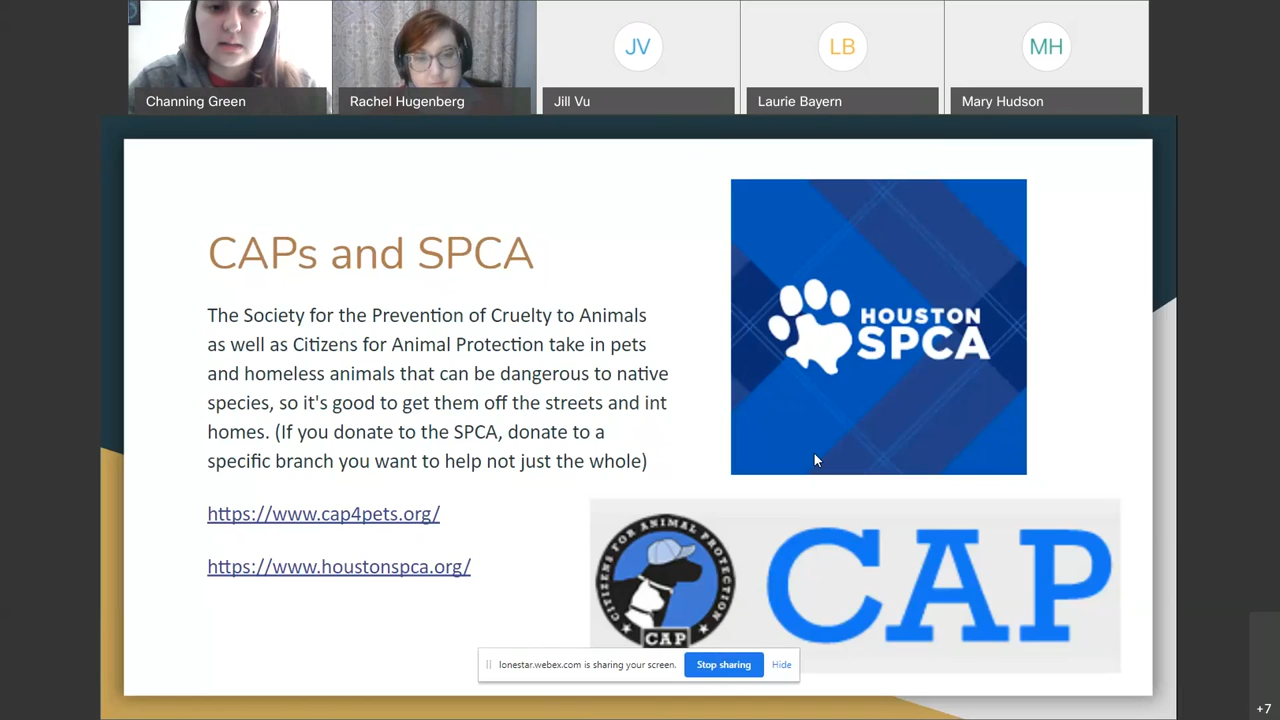 JV
LB
MH
Channing Green
Rachel Hugenberg
Jill Vu
Laurie Bayern
Mary Hudson
CAPs and SPCA
The Society for the Prevention of Cruelty to Animals
as well as Citizens for Animal Protection take in pets
and homeless animals that can be dangerous to native
species, so it's good to get them off the streets and int
homes. (If you donate to the SPCA, donate to a
specific branch you want to help not just the whole)
https://www.cap4pets.org/
https://www.houstonspca.org/
HOUSTON
SPCA
CITIZENS FOR ANIMAL PROTECTION
CAP
CAP
lonestar.webex.com is sharing your screen.
Stop sharing
Hide
+7